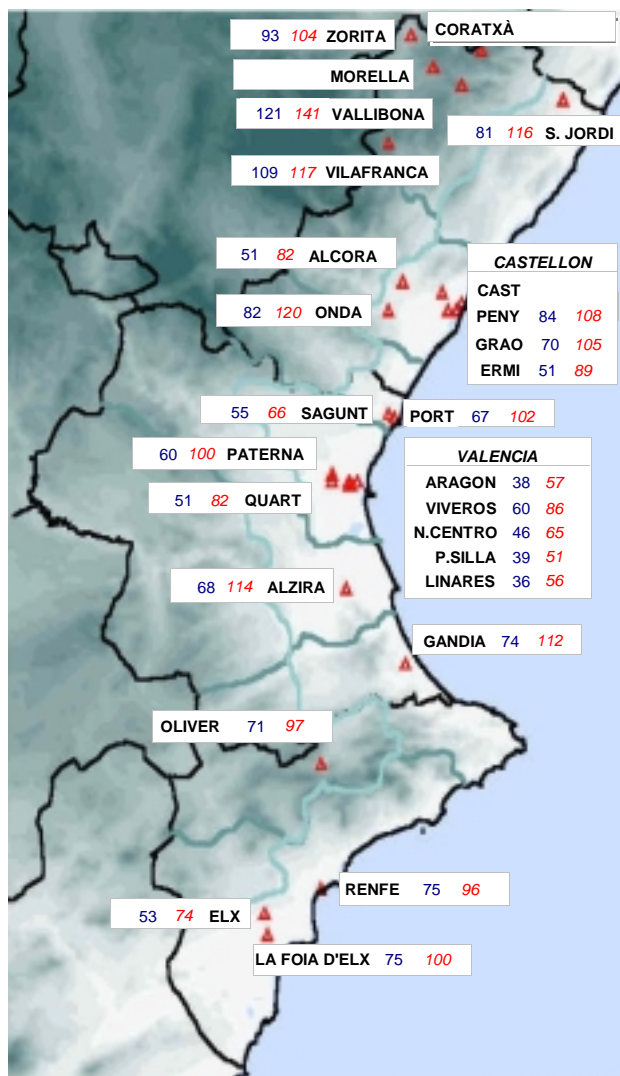 CORATXÀ
93 104 ZORITA
MORELLA
121 141 VALLIBONA
81 116 S. JORDI
109 117 VILAFRANCA
51 82 ALCORA
82 120 ONDA
CASTELLON
CAST
PENY 84 108
GRAO 70 105
ERMI 51 89
55 66 SAGUNT
PORT 67 102
60 100 PATERNA
51 82 QUART
VALENCIA
ARAGON 38 57
VIVEROS 60 86
N.CENTRO 46 65
P.SILLA 39 51
LINARES 36 56
68 114 ALZIRA
GANDIA 74 112
OLIVER 71 97
RENFE 75 96
53 74 ELX
LA FOIA D'ELX 75 100